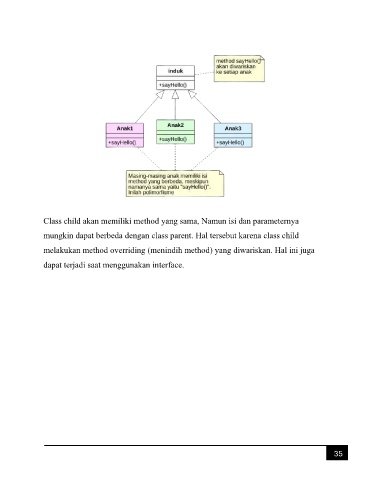 method sayHello()
akan diwariskan
ke setiap anak
induk
+sayHello()
Anak1
+sayHello()
Anak2
+sayHello()
Anak3
+sayHello()
Masing-masing anak memiliki isi
method yang berbeda, meskipun
namanya sama yaitu "sayHello()".
Inilah polimorfisme
Class child akan memiliki method yang sama, Namun isi dan parameternya
mungkin dapat berbeda dengan class parent. Hal tersebut karena class child
melakukan method overriding (menindih method) yang diwariskan. Hal ini juga
dapat terjadi saat menggunakan interface.
35